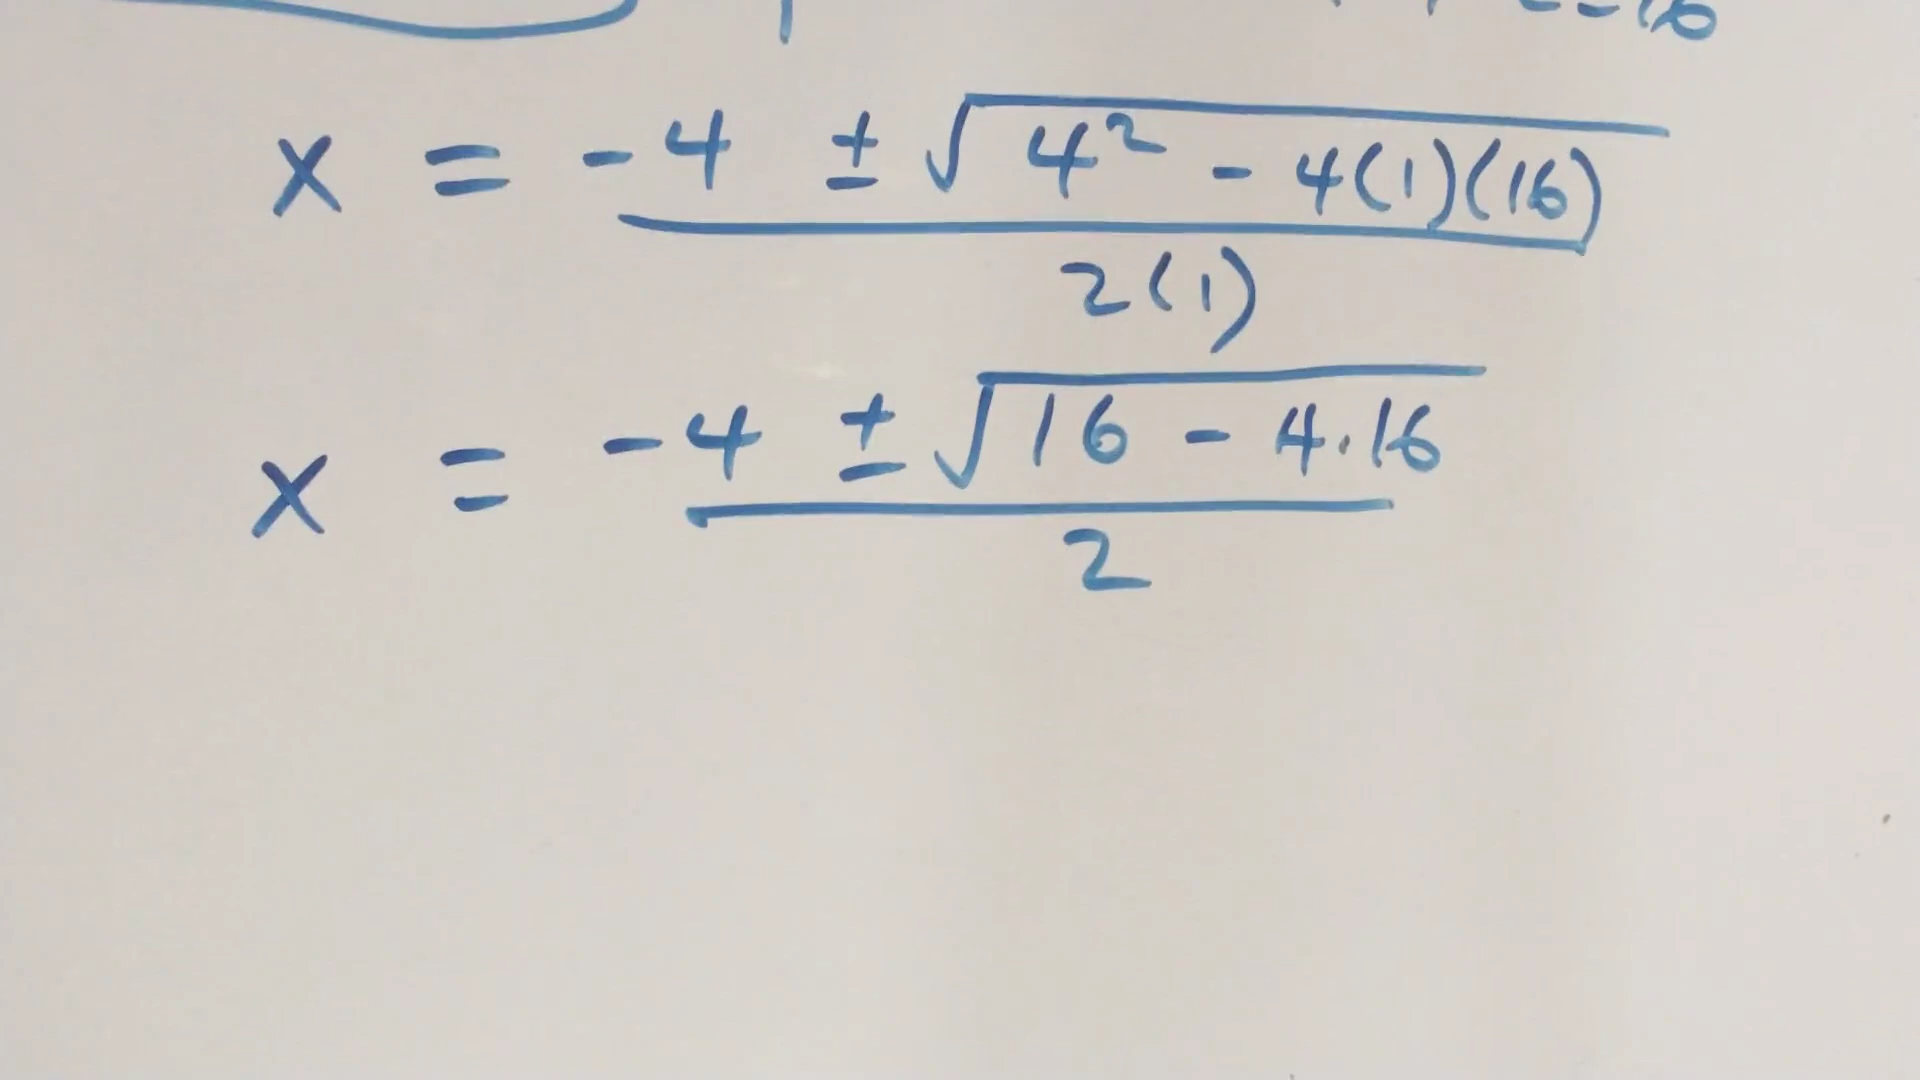 x = -4 ± √4² - 4(1)(16)
2(1)
x = -4 ± √16 - 4.16
2